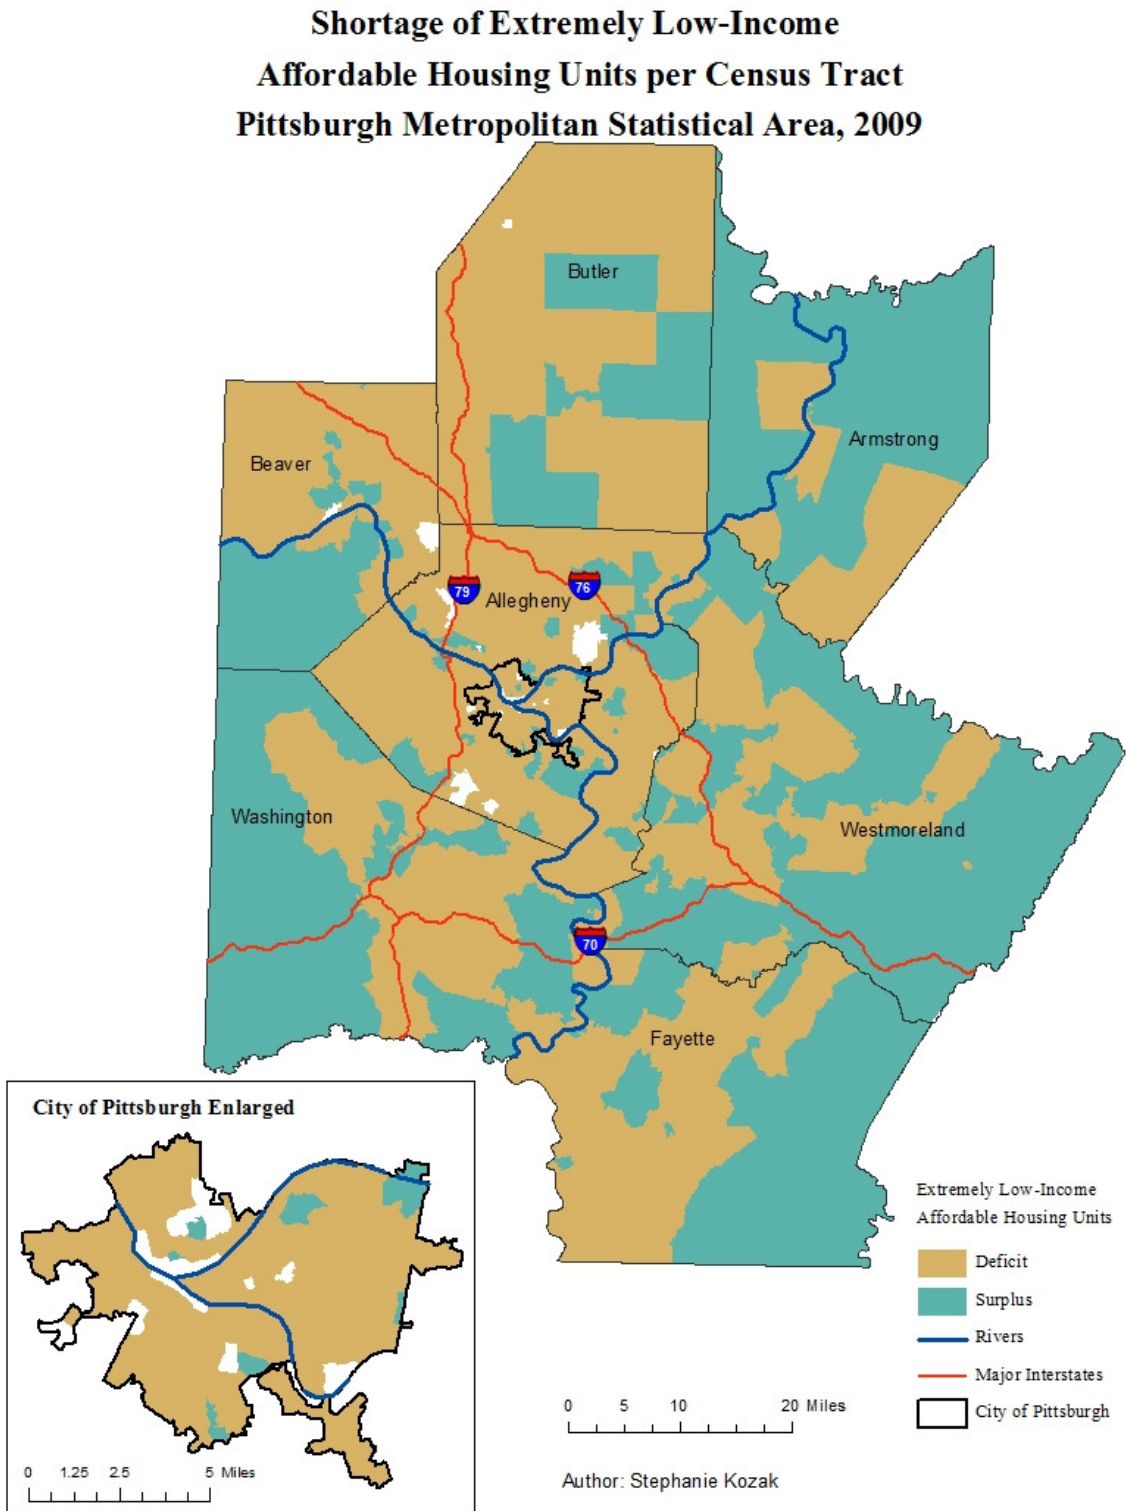 Shortage of Extremely Low-Income
Affordable Housing Units per Census Tract
Pittsburgh Metropolitan Statistical Area, 2009
Butler
Armstrong
Beaver
79
76
Allegheny
Washington
Westmoreland
70
Fayette
City of Pittsburgh Enlarged
0 1.25 2.5 5 Miles
Extremely Low-Income
Affordable Housing Units
Deficit
Surplus
Rivers
Major Interstates
City of Pittsburgh
0 5 10 20 Miles
Author: Stephanie Kozak